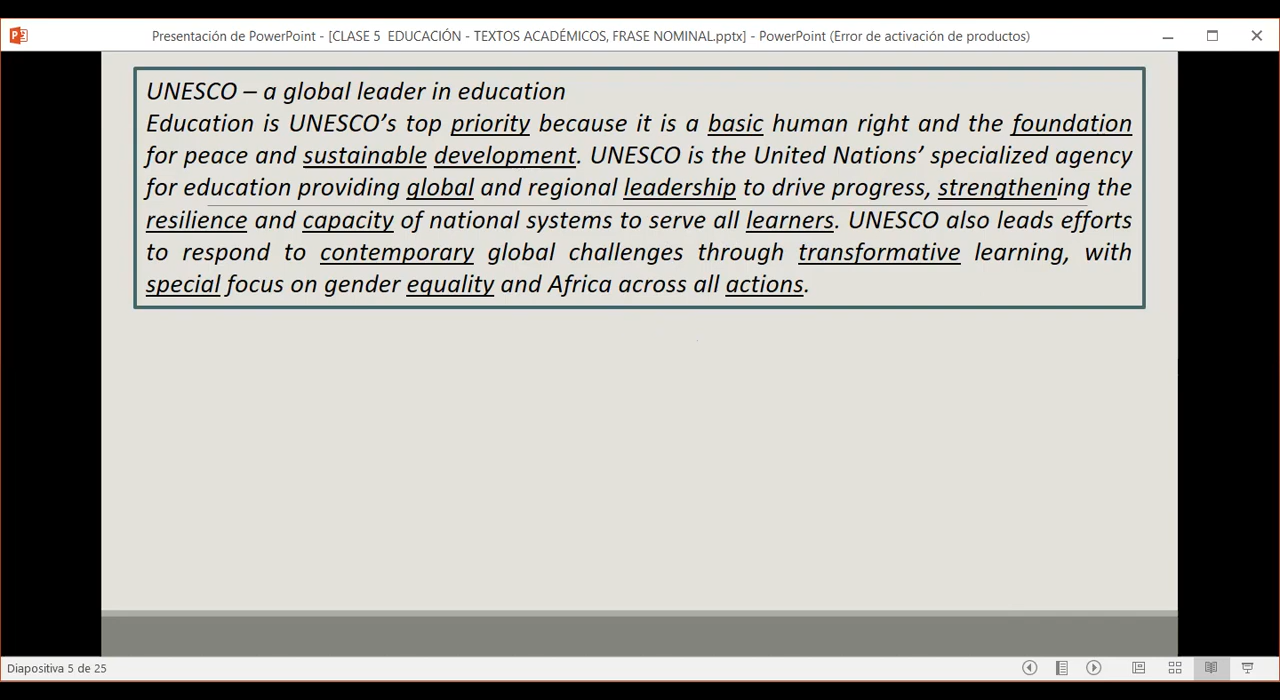 Presentación de PowerPoint - [CLASE 5 EDUCACIÓN - TEXTOS ACADÉMICOS, FRASE NOMINAL.pptx] - PowerPoint (Error de activación de productos)
UNESCO – a global leader in education
Education is UNESCO’s top priority because it is a basic human right and the foundation
for peace and sustainable development. UNESCO is the United Nations’ specialized agency
for education providing global and regional leadership to drive progress, strengthening the
resilience and capacity of national systems to serve all learners. UNESCO also leads efforts
to respond to contemporary global challenges through transformative learning, with
special focus on gender equality and Africa across all actions.
Diapositiva 5 de 25